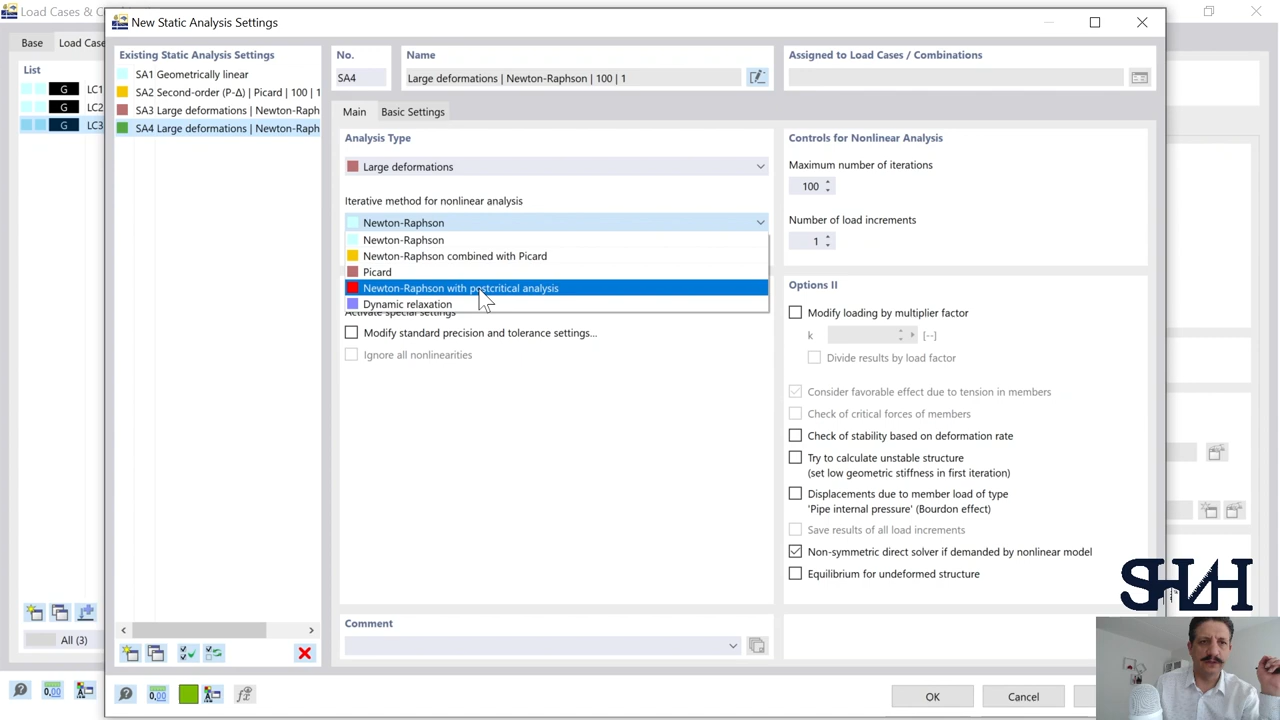 Load Cases & C
New Static Analysis Settings
Base
Load Case
List
G LC1
G LC2
G LC3
All (3)
Existing Static Analysis Settings
SA1 Geometrically linear
SA2 Second-order (P-Δ) | Picard | 100 | 1
SA3 Large deformations | Newton-Raph
SA4 Large deformations | Newton-Raph
No.
SA4
Name
Large deformations | Newton-Raphson | 100 | 1
Assigned to Load Cases / Combinations
Main
Basic Settings
Analysis Type
Large deformations
Iterative method for nonlinear analysis
Newton-Raphson
Newton-Raphson
Newton-Raphson combined with Picard
Picard
Newton-Raphson with postcritical analysis
Dynamic relaxation
Activate special settings
Modify standard precision and tolerance settings...
Ignore all nonlinearities
Controls for Nonlinear Analysis
Maximum number of iterations
100
Number of load increments
1
Options II
Modify loading by multiplier factor
k [--]
Divide results by load factor
Consider favorable effect due to tension in members
Check of critical forces of members
Check of stability based on deformation rate
Try to calculate unstable structure
(set low geometric stiffness in first iteration)
Displacements due to member load of type
'Pipe internal pressure' (Bourdon effect)
Save results of all load increments
Non-symmetric direct solver if demanded by nonlinear model
Equilibrium for undeformed structure
Comment
OK
Cancel